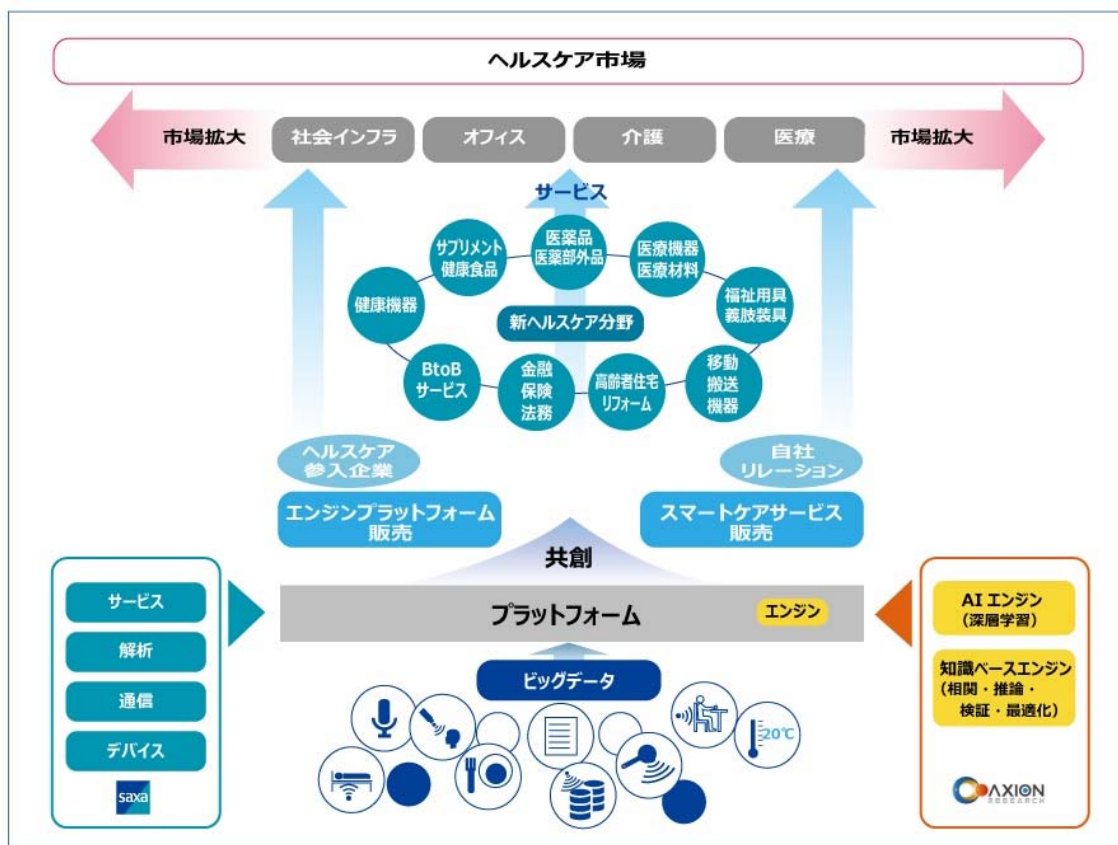 ヘルスケア市場
市場拡大
社会インフラ
オフィス
介護
医療
市場拡大
サービス
サプリメント
健康食品
医薬品
医薬部外品
医療機器
医療材料
健康機器
福祉用具
義肢装具
新ヘルスケア分野
BtoB
サービス
金融
保険
法務
高齢者住宅
リフォーム
移動
搬送
機器
ヘルスケア
参入企業
自社
リレーション
エンジンプラットフォーム
販売
スマートケアサービス
販売
共創
サービス
解析
通信
デバイス
saxa
プラットフォーム
エンジン
ビッグデータ
20℃
AIエンジン
(深層学習)
知識ベースエンジン
(相関・推論・
検証・最適化)
AXION
RESEARCH